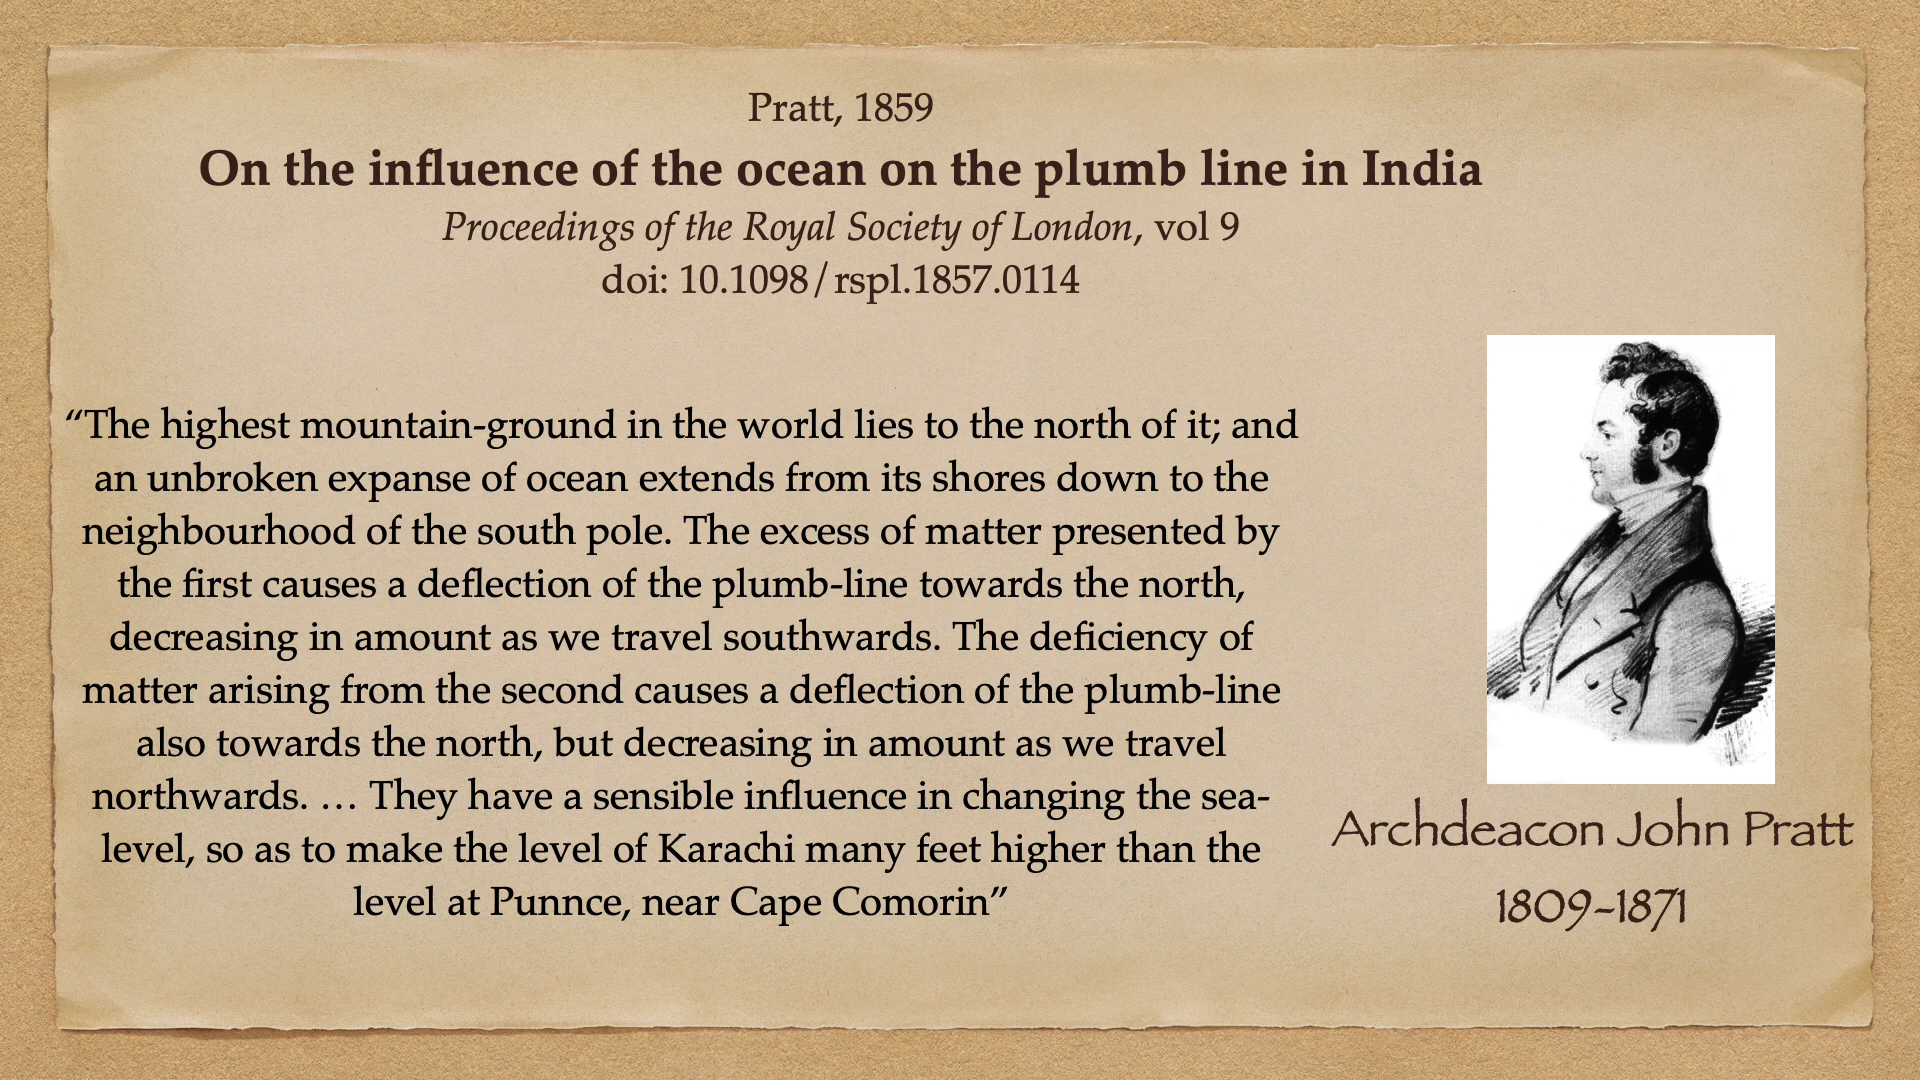 Pratt, 1859
On the influence of the ocean on the plumb line in India
Proceedings of the Royal Society of London, vol 9
doi: 10.1098/rspl.1857.0114
“The highest mountain-ground in the world lies to the north of it; and
an unbroken expanse of ocean extends from its shores down to the
neighbourhood of the south pole. The excess of matter presented by
the first causes a deflection of the plumb-line towards the north,
decreasing in amount as we travel southwards. The deficiency of
matter arising from the second causes a deflection of the plumb-line
also towards the north, but decreasing in amount as we travel
northwards. … They have a sensible influence in changing the sea-
level, so as to make the level of Karachi many feet higher than the
level at Punnce, near Cape Comorin”
Archdeacon John Pratt
1809-1871